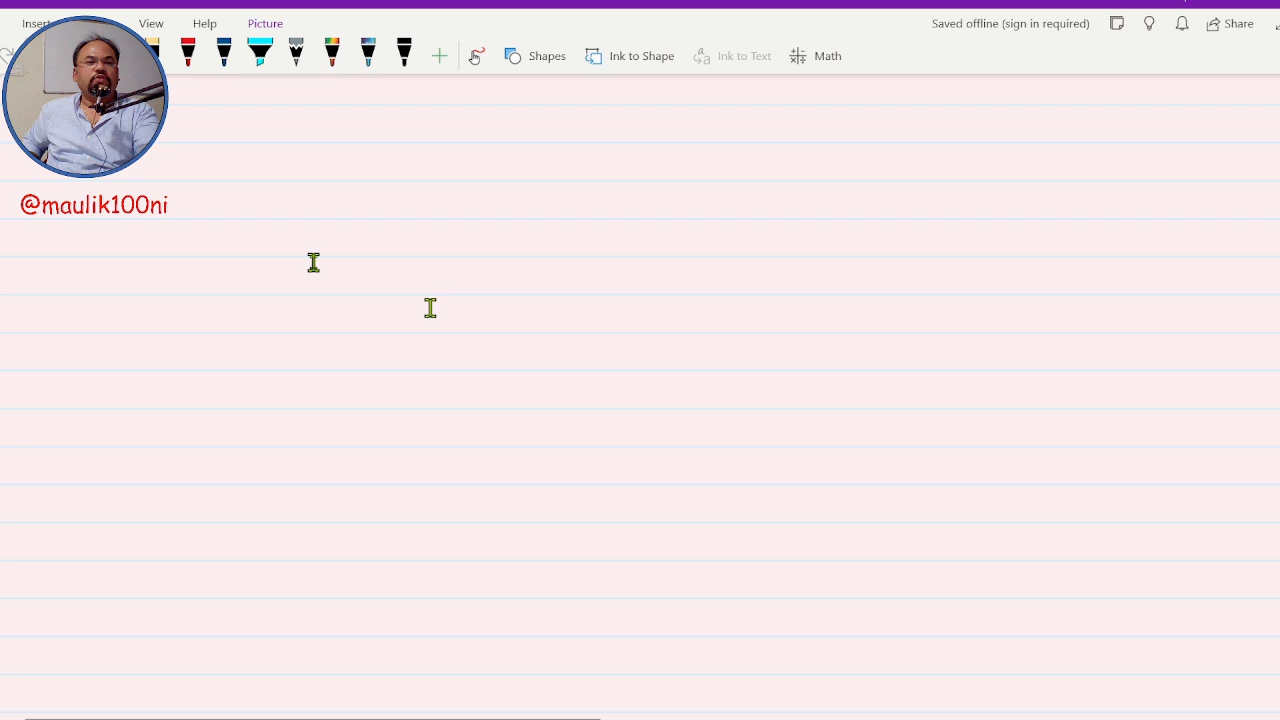 Insert View Help Picture Saved offline (sign in required) Share
Shapes Ink to Shape Ink to Text Math
@maulik100ni